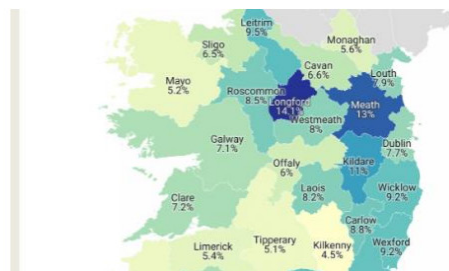 Leitrim
9.5%
Monaghan
5.6%
Sligo
6.5%
Cavan
6.6%
Louth
7.9%
Mayo
5.2%
Roscommon
8.5%
Longford
14.1%
Meath
13%
Westmeath
8%
Galway
7.1%
Dublin
7.7%
Offaly
6%
Kildare
11%
Laois
8.2%
Wicklow
9.2%
Clare
7.2%
Carlow
8.8%
Limerick
5.4%
Tipperary
5.1%
Kilkenny
4.5%
Wexford
9.2%